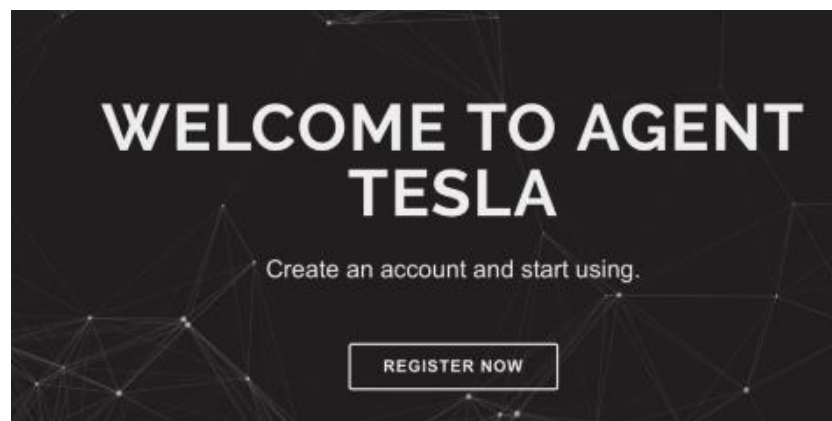 WELCOME TO AGENT
TESLA
Create an account and start using.
REGISTER NOW